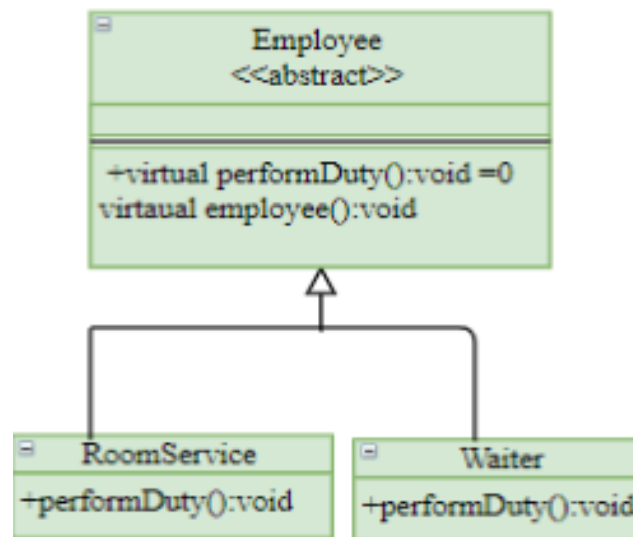 Employee
<<abstract>>
+virtual performDuty():void =0
virtaual employee():void
RoomService
+performDuty():void
Waiter
+performDuty():void